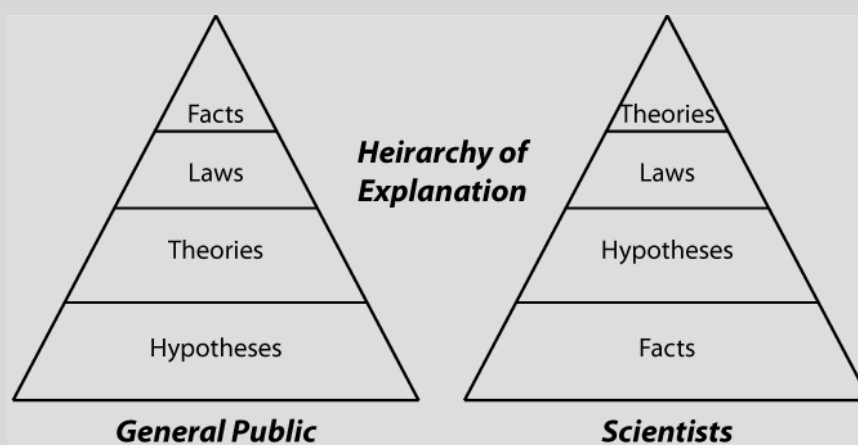 Facts
Laws
Theories
Hypotheses
General Public
Heirarchy of
Explanation
Theories
Laws
Hypotheses
Facts
Scientists